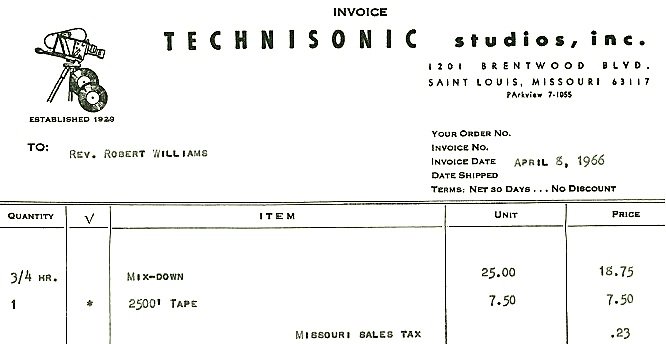 INVOICE
TECHNISONIC studios, inc.
1201 BRENTWOOD BLVD.
SAINT LOUIS, MISSOURI 63117
PArkview 7-1055
ESTABLISHED 1929
TO: REV. ROBERT WILLIAMS
YOUR ORDER NO.
INVOICE NO.
INVOICE DATE APRIL 8, 1966
DATE SHIPPED
TERMS: NET 30 DAYS . . . NO DISCOUNT
QUANTITY √ ITEM UNIT PRICE
3/4 HR. MIX-DOWN 25.00 18.75
1 * 2500' TAPE 7.50 7.50
MISSOURI SALES TAX .23